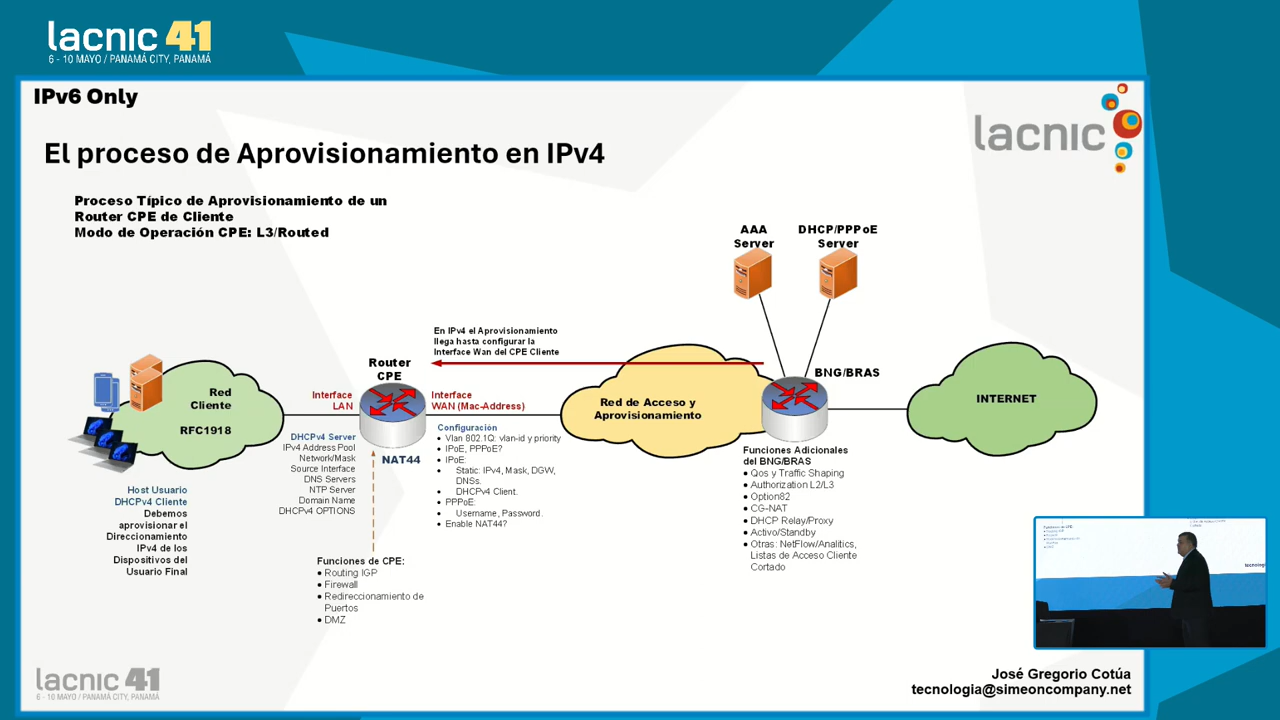 lacnic 41
6 - 10 MAYO / PANAMÁ CITY, PANAMÁ
IPv6 Only
lacnic
El proceso de Aprovisionamiento en IPv4
Proceso Típico de Aprovisionamiento de un
Router CPE de Cliente
Modo de Operación CPE: L3/Routed
AAA
Server
DHCP/PPPoE
Server
En IPv4 el Aprovisionamiento
llega hasta configurar la
Interface Wan del CPE Cliente
Router
CPE
BNG/BRAS
Red
Cliente
RFC1918
Interface
LAN
Interface
WAN (Mac-Address)
Red de Acceso y
Aprovisionamiento
INTERNET
DHCPv4 Server
IPv4 Address Pool
Network/Mask
Source Interface
DNS Servers
NTP Server
Domain Name
DHCPv4 OPTIONS
NAT44
Configuración
• Vlan 802.1Q: vlan-id y priority
• IPoE, PPPoE?
• IPoE:
• Static: IPv4, Mask, DGW,
DNSs.
• DHCPv4 Client.
• PPPoE:
• Username, Password.
• Enable NAT44?
Funciones Adicionales
del BNG/BRAS
• Qos y Traffic Shaping
• Authorization L2/L3
• Option82
• CG-NAT
• DHCP Relay/Proxy
• Activo/Standby
• Otras: NetFlow/Analitics,
Listas de Acceso Cliente
Cortado
Host Usuario
DHCPv4 Cliente
Debemos
aprovisionar el
Direccionamiento
IPv4 de los
Dispositivos del
Usuario Final
Funciones de CPE:
• Routing IGP
• Firewall
• Redireccionamiento de
Puertos
• DMZ
lacnic 41
6 - 10 MAYO / PANAMÁ CITY, PANAMÁ
José Gregorio Cotúa
tecnologia@simeoncompany.net